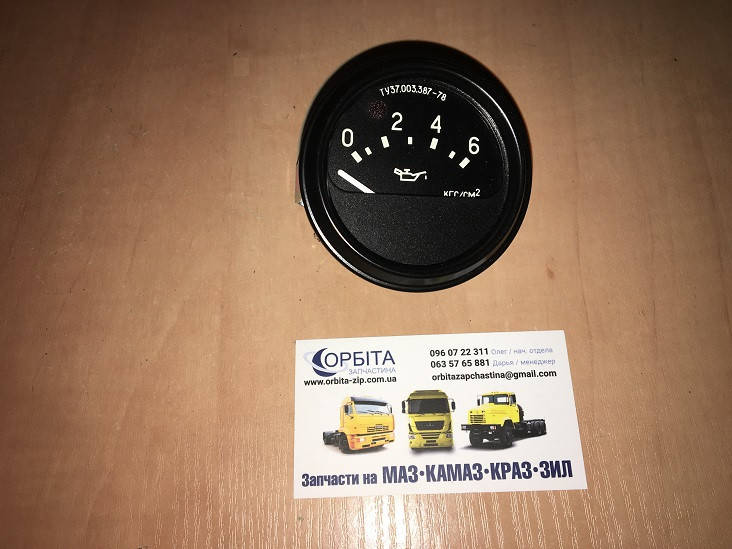 ТУ37.003.387-78
0 2 4 6
КГС/СМ2
ОРБІТА
ЗАПЧАСТИНА
www.orbita-zip.com.ua
096 07 22 311 Олег / нач. отдела
063 57 65 881 Дарья / менеджер
orbitazapchastina@gmail.com
Запчасти на МАЗ•КАМАЗ•КРАЗ•ЗИЛ